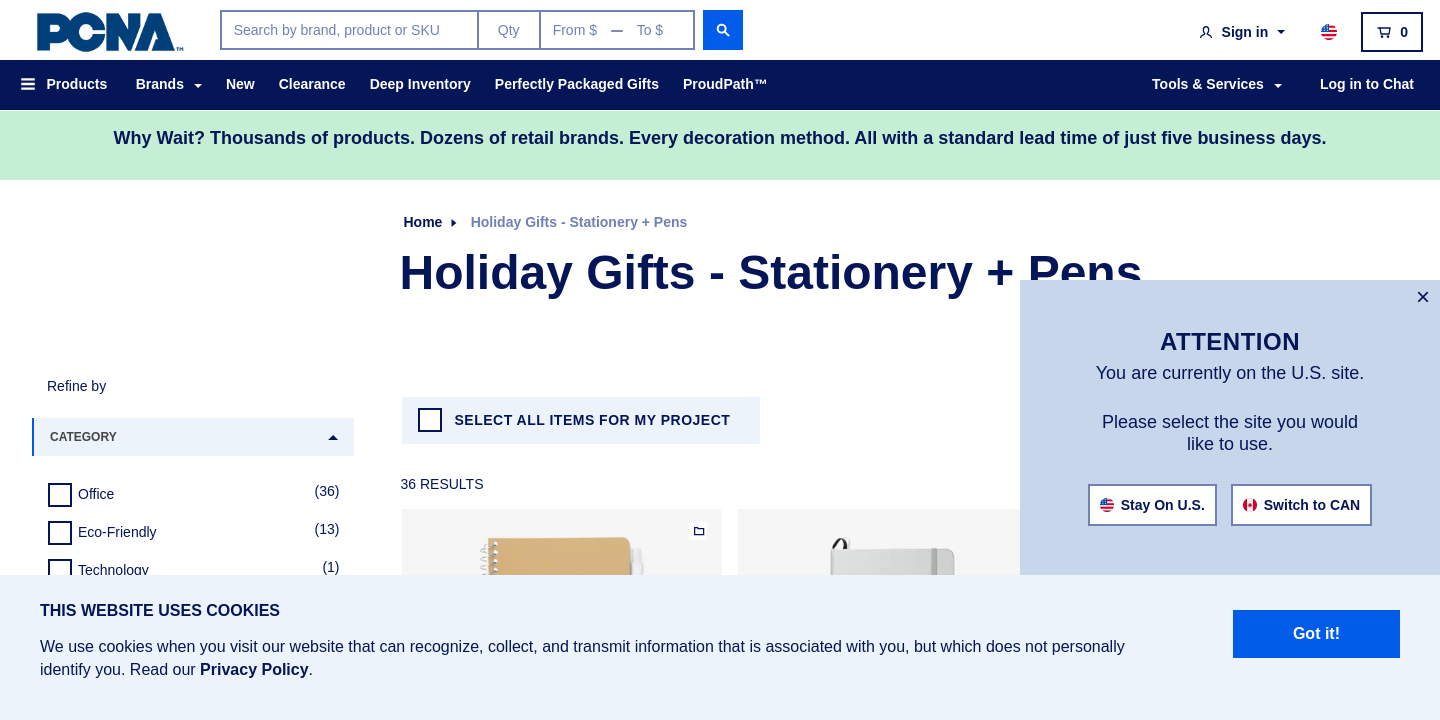 PCNA™
Search by brand, product or SKU
Qty
From $ — To $
Sign in
0
Products
Brands
New
Clearance
Deep Inventory
Perfectly Packaged Gifts
ProudPath™
Tools & Services
Log in to Chat
Why Wait? Thousands of products. Dozens of retail brands. Every decoration method. All with a standard lead time of just five business days.
Home
Holiday Gifts - Stationery + Pens
Holiday Gifts - Stationery + Pens
ATTENTION
You are currently on the U.S. site.
Please select the site you would
like to use.
Stay On U.S.
Switch to CAN
Refine by
CATEGORY
Office (36)
Eco-Friendly (13)
Technology (1)
SELECT ALL ITEMS FOR MY PROJECT
36 RESULTS
THIS WEBSITE USES COOKIES
We use cookies when you visit our website that can recognize, collect, and transmit information that is associated with you, but which does not personally
identify you. Read our Privacy Policy.
Got it!